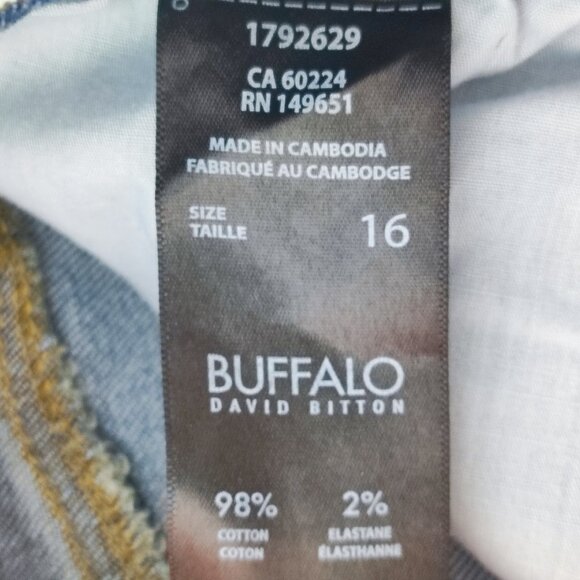 1792629
CA 60224
RN 149651
MADE IN CAMBODIA
FABRIQUÉ AU CAMBODGE
SIZE
TAILLE
16
BUFFALO
DAVID BITTON
98% 2%
COTTON ELASTANE
COTON ÉLASTHANNE